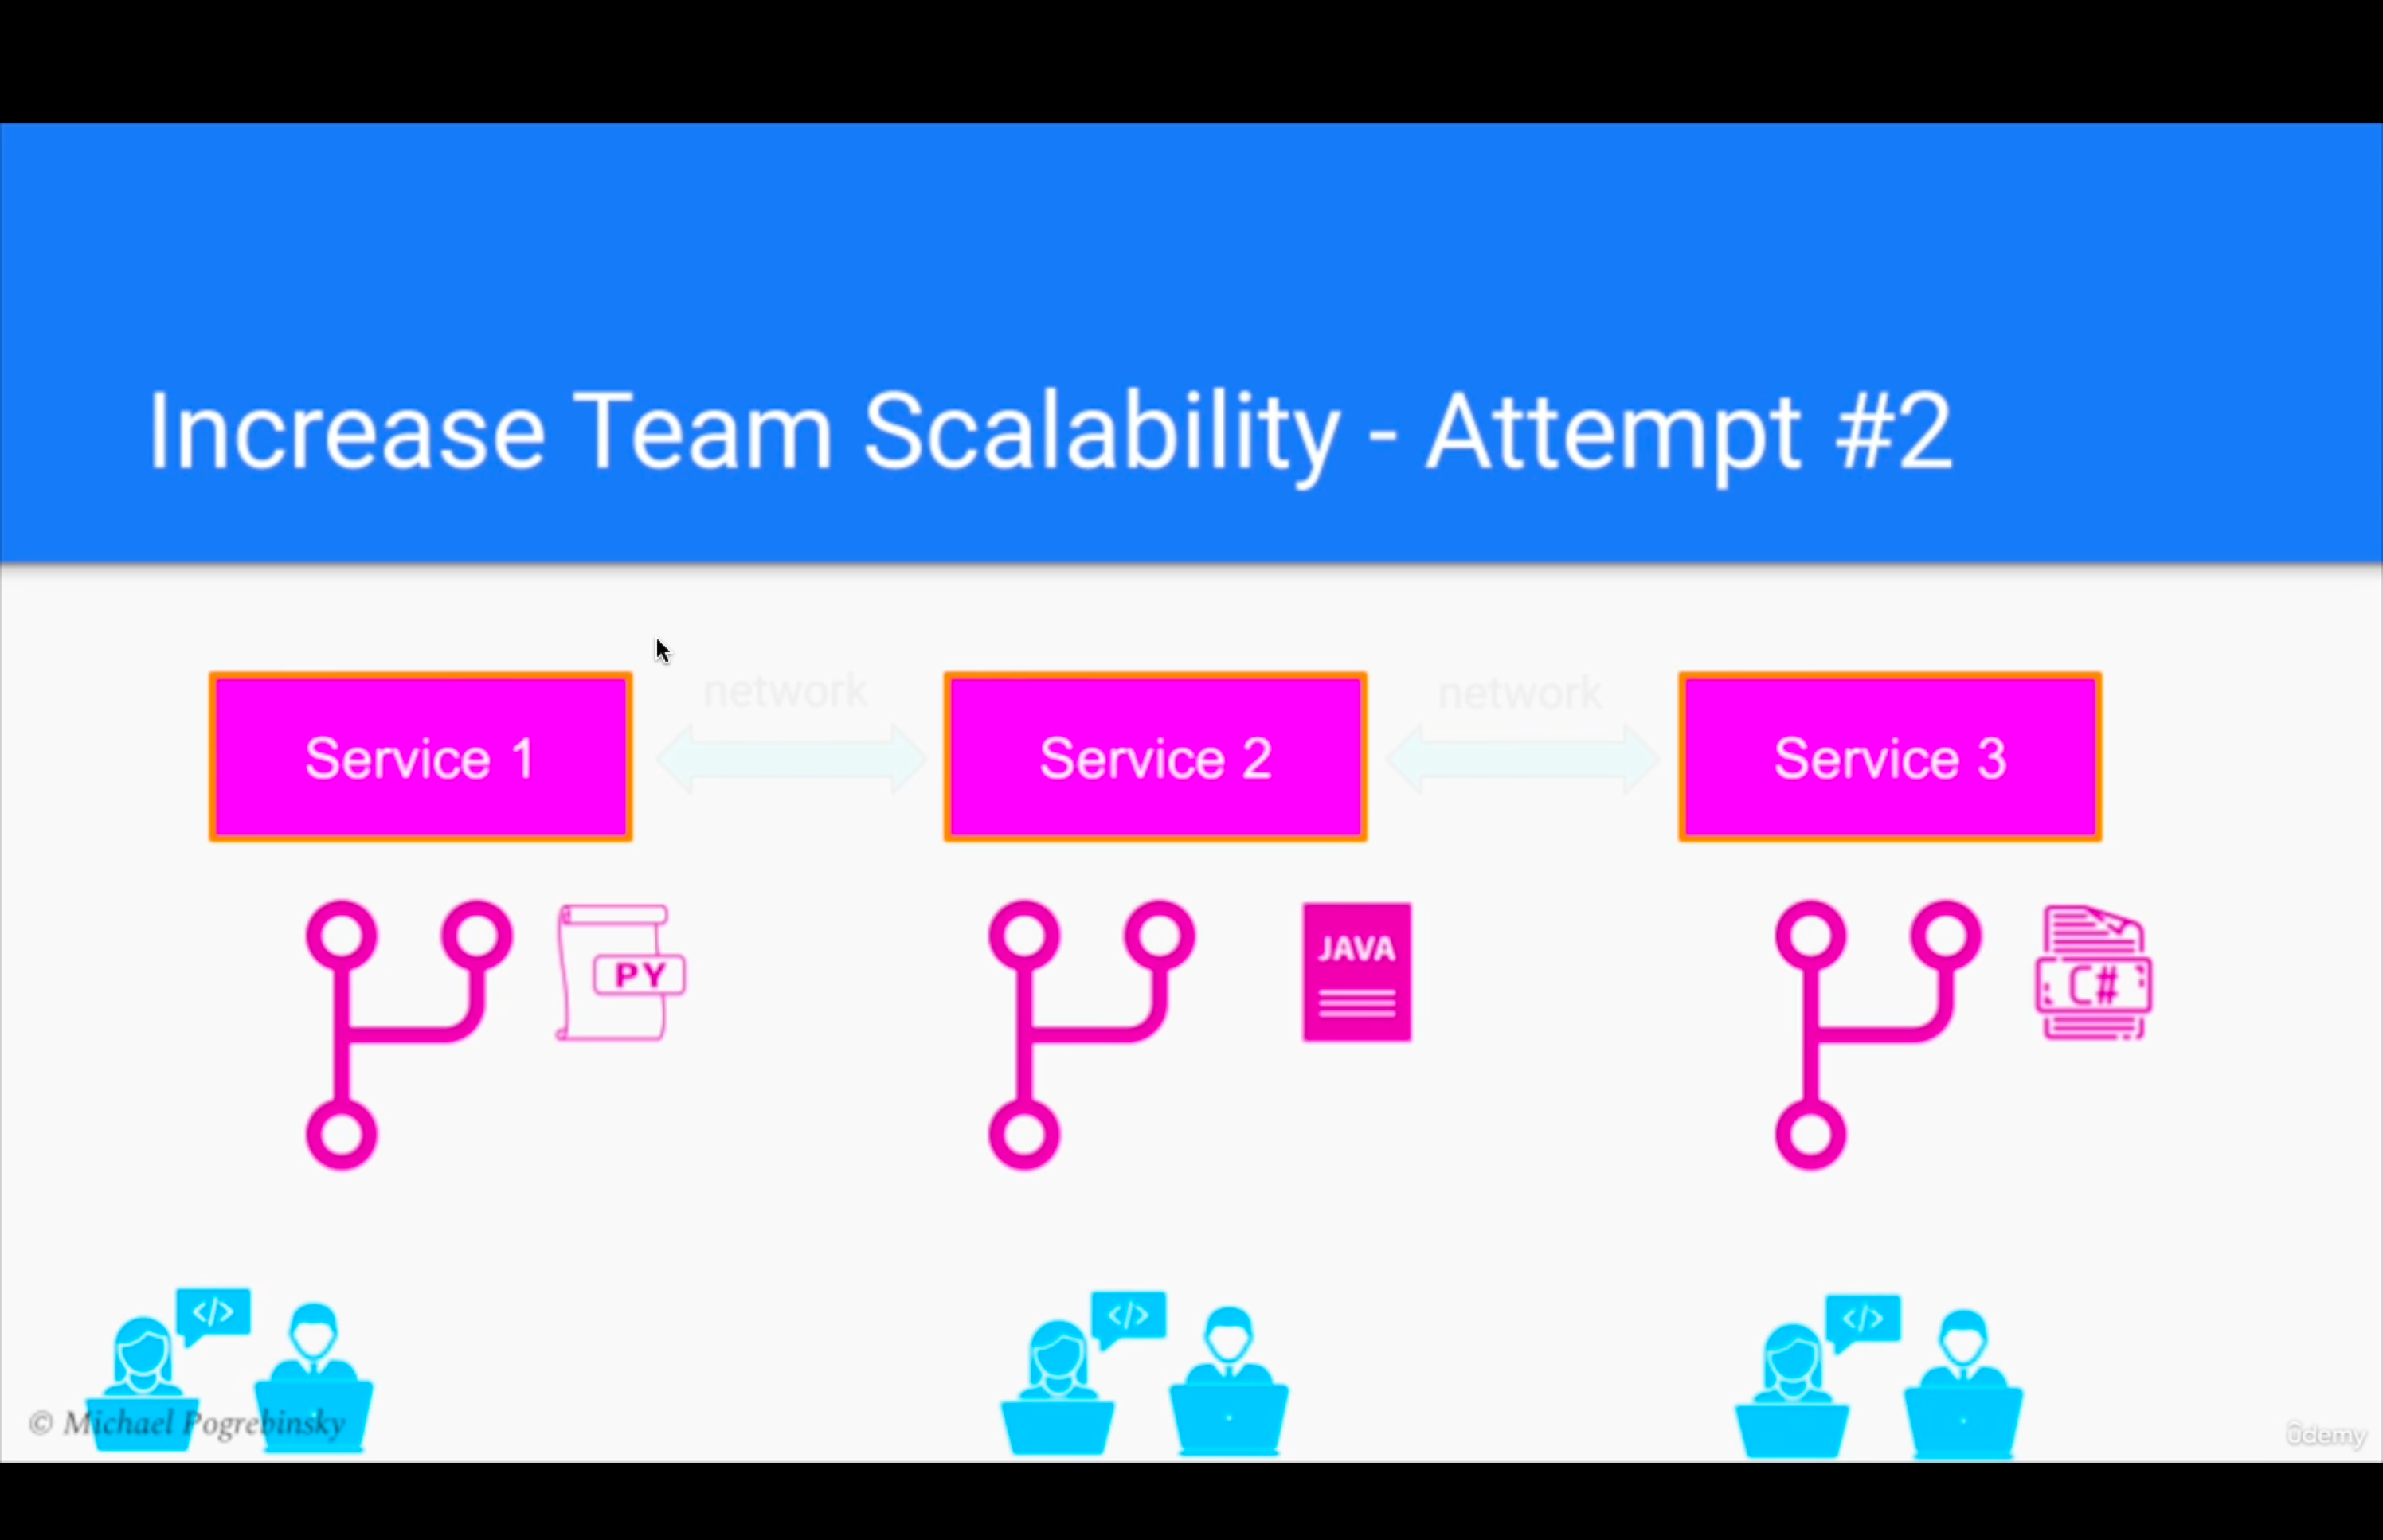 Increase Team Scalability - Attempt #2
network
network
Service 1
Service 2
Service 3
PY
JAVA
C#
</>
</>
</>
© Michael Pogrebinsky
ûdemy